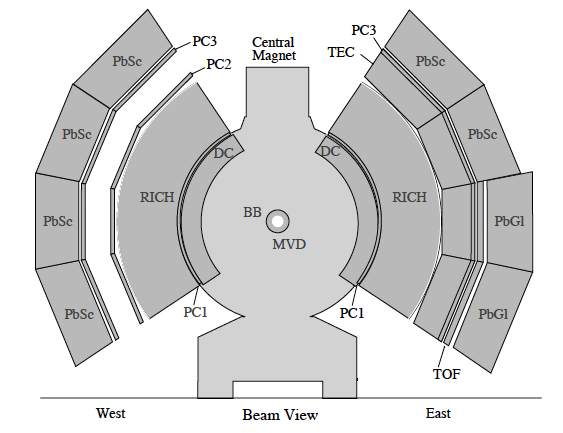 PC3
PC3
Central
Magnet
TEC
PbSc
PbSc
PC2
PbSc
PbSc
DC
DC
RICH
RICH
BB
PbSc
PbGl
MVD
PbSc
PC1
PC1
PbGl
TOF
West
Beam View
East